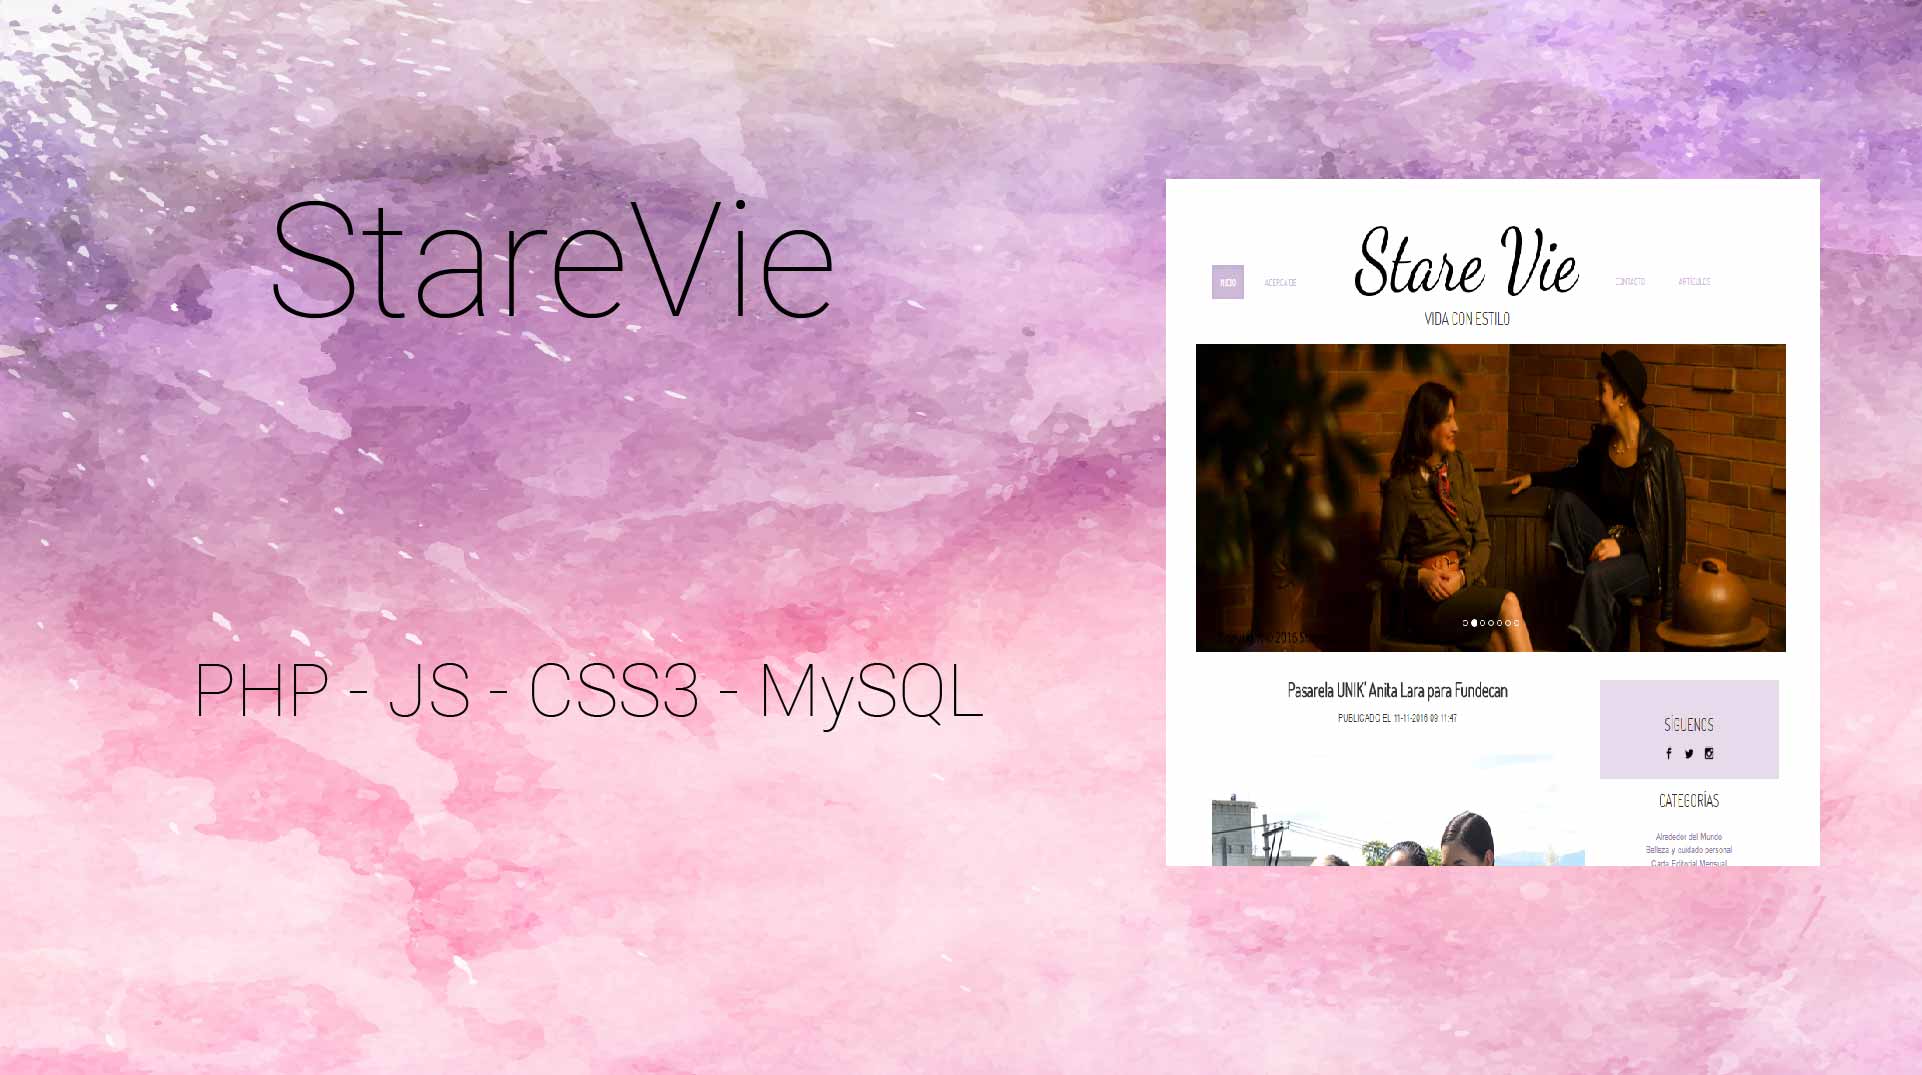 StareVie
PHP - JS - CSS3 - MySQL
INICIO
ACERCA DE
Stare Vie
CONTACTO
ARTÍCULOS
VIDA CON ESTILO
2016
Pasarela UNIK' Anita Lara para Fundecan
PUBLICADO EL 11-11-2016 09:11:47
SÍGUENOS
CATEGORÍAS
Alrededor del Mundo
Belleza y cuidado personal
Carta Editorial Mensual